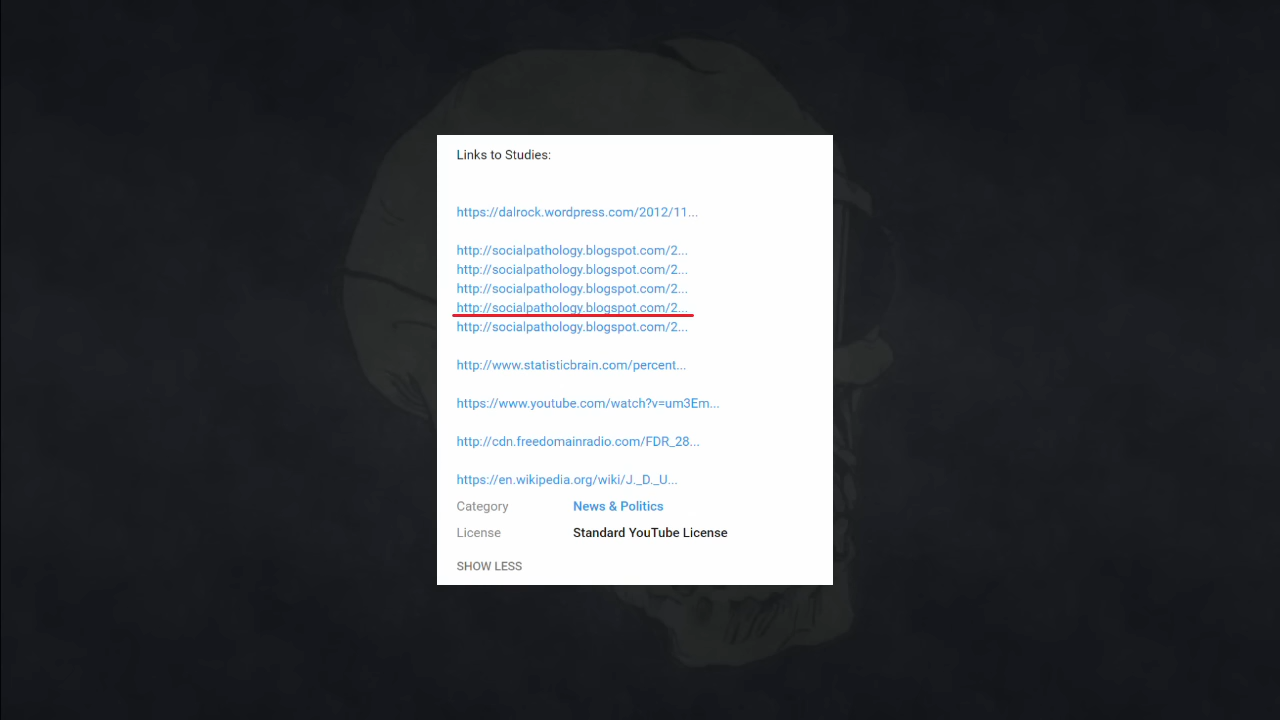 Links to Studies:
https://dalrock.wordpress.com/2012/11...
http://socialpathology.blogspot.com/2...
http://socialpathology.blogspot.com/2...
http://socialpathology.blogspot.com/2...
http://socialpathology.blogspot.com/2...
http://socialpathology.blogspot.com/2...
http://www.statisticbrain.com/percent...
https://www.youtube.com/watch?v=um3Em...
http://cdn.freedomainradio.com/FDR_28...
https://en.wikipedia.org/wiki/J._D._U...
Category News & Politics
License Standard YouTube License
SHOW LESS